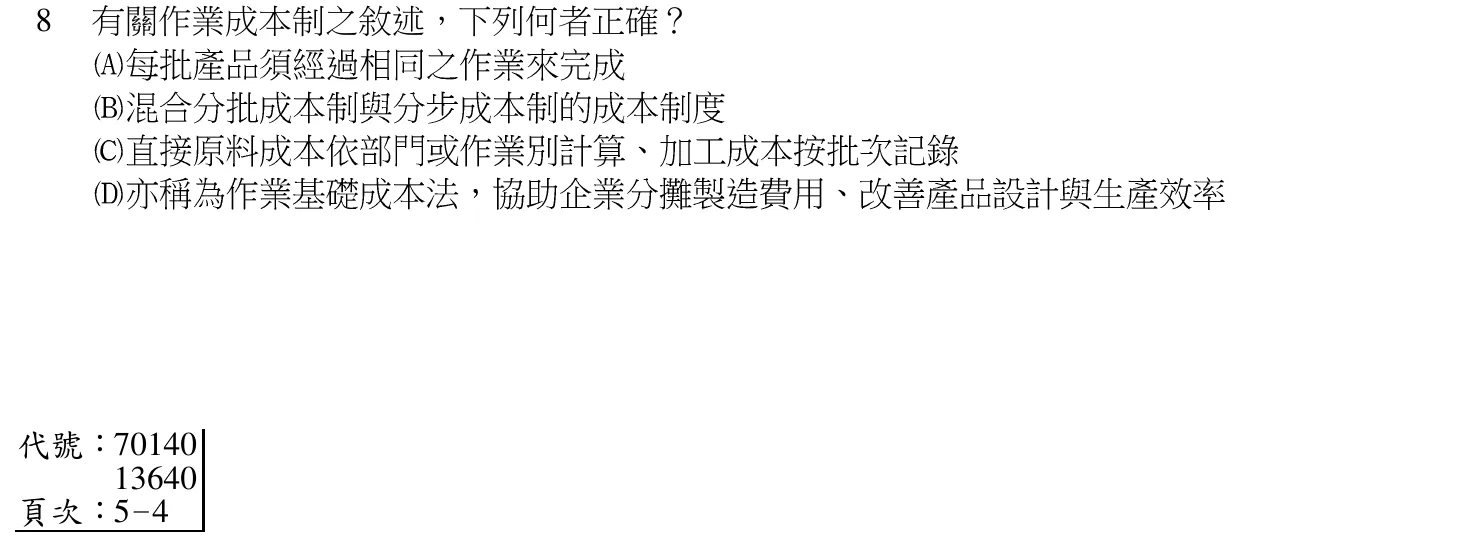 8 有關作業成本制之敘述，下列何者正確？
(A)每批產品須經過相同之作業來完成
(B)混合分批成本制與分步成本制的成本制度
(C)直接原料成本依部門或作業別計算、加工成本按批次記錄
(D)亦稱為作業基礎成本法，協助企業分攤製造費用、改善產品設計與生產效率
代號：70140
13640
頁次：5－4